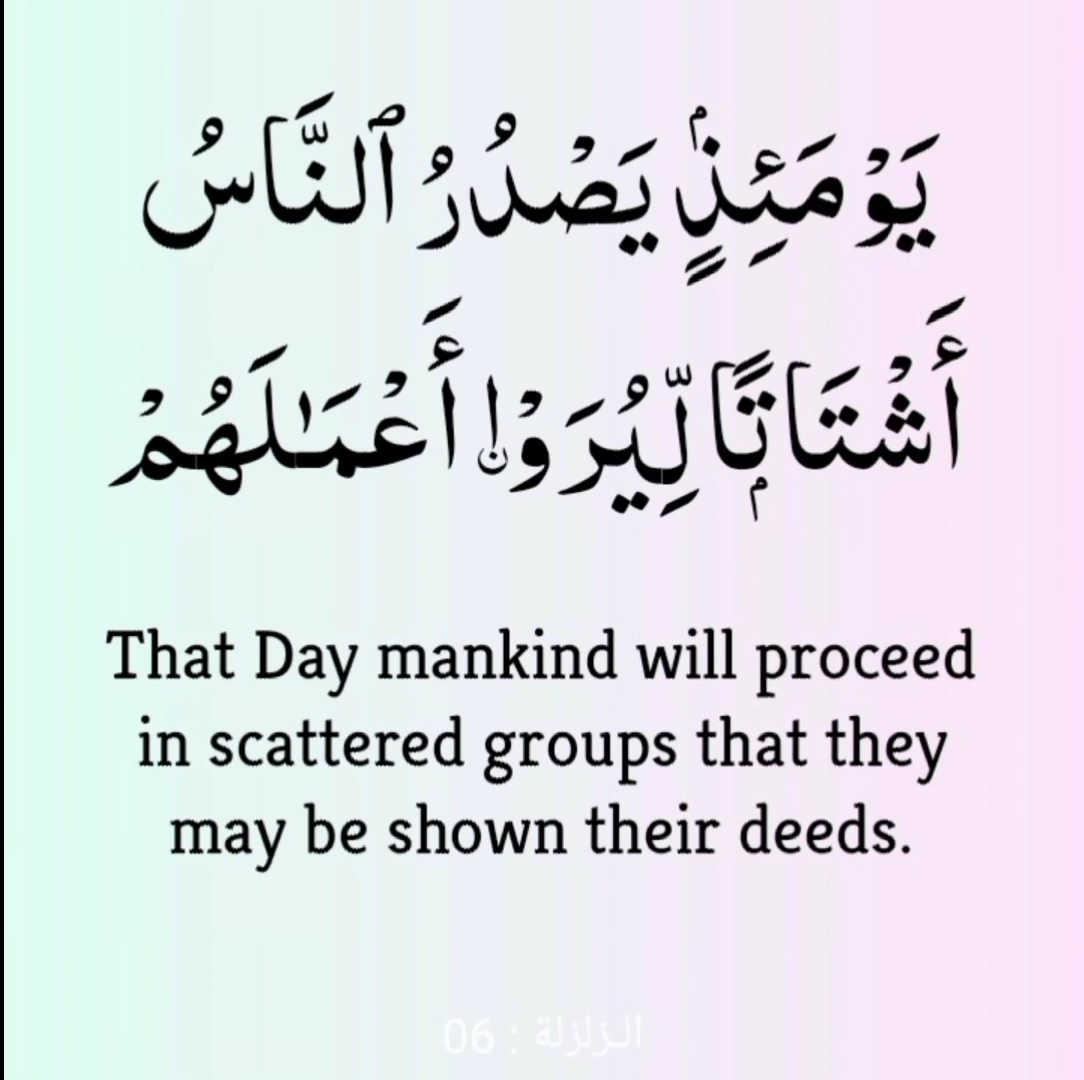 يَوْمَئِذٍۢ يَصْدُرُ ٱلنَّاسُ
أَشْتَاتًۭا لِّيُرَوْا۟ أَعْمَـٰلَهُمْ
That Day mankind will proceed
in scattered groups that they
may be shown their deeds.
الزلزلة : 06